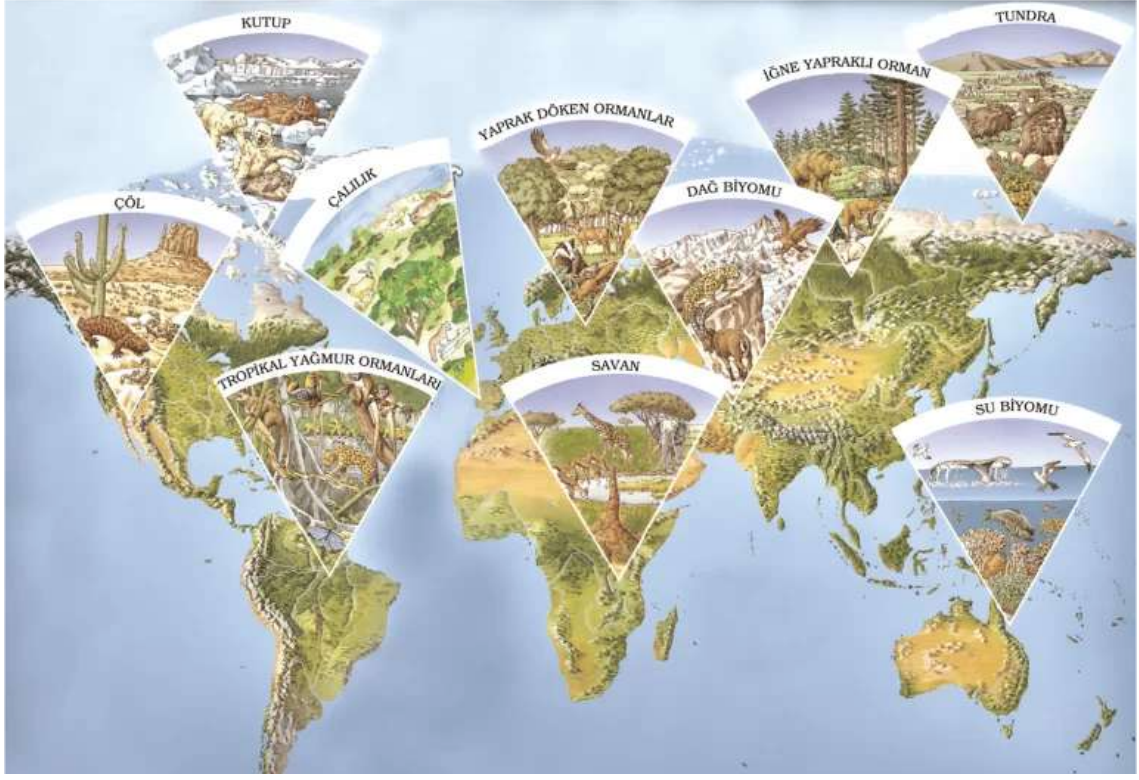 KUTUP
TUNDRA
İĞNE YAPRAKLI ORMAN
YAPRAK DÖKEN ORMANLAR
ÇALILIK
DAĞ BİYOMU
ÇÖL
TROPİKAL YAĞMUR ORMANLARI
SAVAN
SU BİYOMU